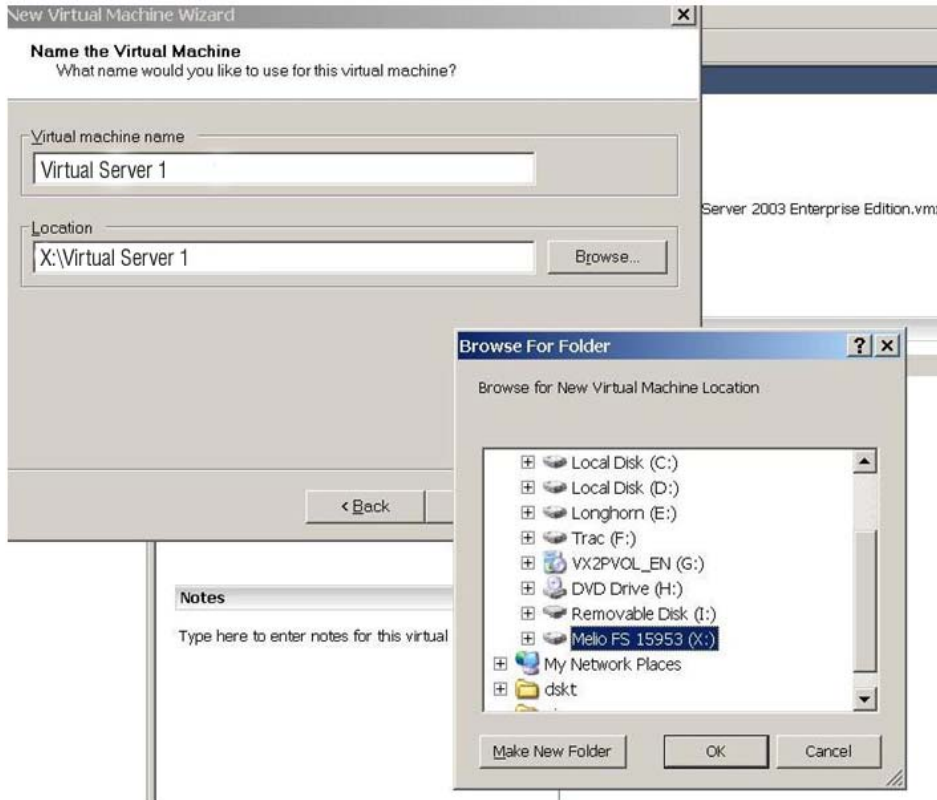 New Virtual Machine Wizard
Name the Virtual Machine
What name would you like to use for this virtual machine?
Virtual machine name
Virtual Server 1
Server 2003 Enterprise Edition.vm
Location
X:\Virtual Server 1
Browse...
Browse For Folder
Browse for New Virtual Machine Location
Local Disk (C:)
Local Disk (D:)
Longhorn (E:)
Trac (F:)
VX2PVOL_EN (G:)
DVD Drive (H:)
Removable Disk (I:)
Melio FS 15953 (X:)
My Network Places
dskt
< Back
Make New Folder
OK
Cancel
Notes
Type here to enter notes for this virtual